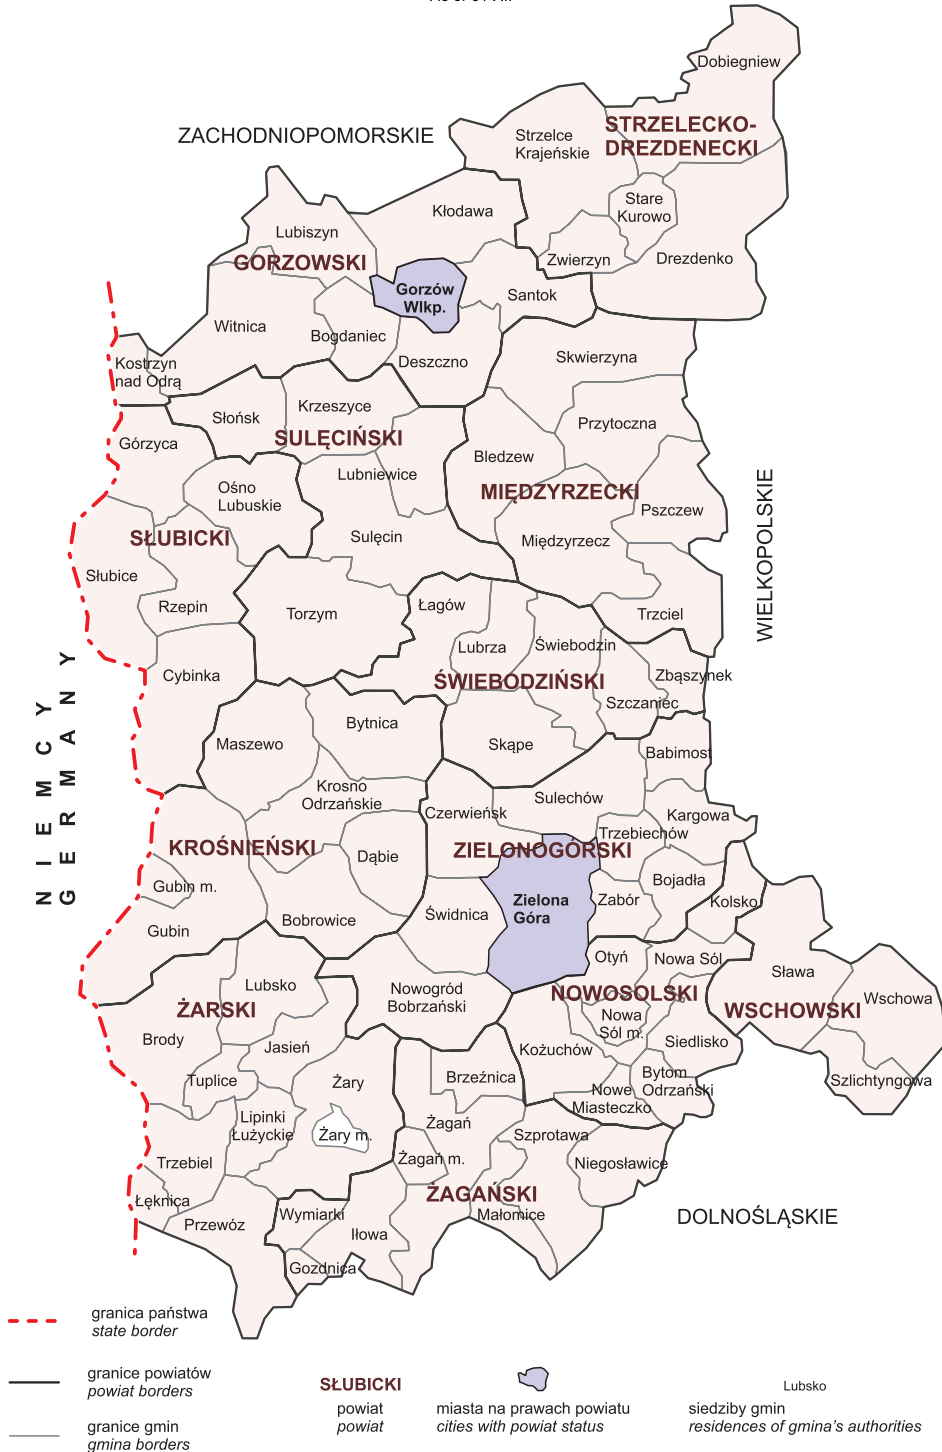 ZACHODNIOPOMORSKIE
Dobiegniew
STRZELECKO-
DREZDENECKI
Strzelce
Krajeńskie
Stare
Kurowo
Kłodawa
Lubiszyn
GORZOWSKI
Zwierzyn
Drezdenko
Gorzów
Wlkp.
Santok
Witnica
Bogdaniec
Deszczno
Skwierzyna
Kostrzyn
nad Odrą
Krzeszyce
Słońsk
SULĘCIŃSKI
Przytoczna
Górzyca
Bledzew
Lubniewice
Ośno
Lubuskie
MIĘDZYRZECKI
Pszczew
SŁUBICKI
Sulęcin
Międzyrzecz
WIELKOPOLSKIE
Słubice
Rzepin
Torzym
Łagów
Trzciel
Lubrza
Świebodzin
Cybinka
ŚWIEBODZIŃSKI
Zbąszynek
Szczaniec
NIEMCY
GERMANY
Bytnica
Maszewo
Skąpe
Babimost
Krosno
Odrzańskie
Sulechów
Czerwieńsk
Kargowa
Trzebiechów
KROŚNIEŃSKI
Dąbie
ZIELONOGÓRSKI
Gubin m.
Bojadła
Zielona
Góra
Zabór
Kolsko
Świdnica
Bobrowice
Gubin
Otyń
Nowa Sól
Sława
Lubsko
Nowogród
Bobrzański
NOWOSOLSKI
Wschowa
ŻARSKI
WSCHOWSKI
Nowa
Sól m.
Brody
Jasień
Kożuchów
Siedlisko
Tuplice
Żary
Brzeźnica
Bytom
Odrzański
Szlichtyngowa
Nowe
Miasteczko
Lipinki
Łużyckie
Żary m.
Żagań
Szprotawa
Trzebiel
Żagań m.
Niegosławice
Łęknica
ŻAGAŃSKI
Przewóz
Wymiarki
Małomice
DOLNOŚLĄSKIE
Iłowa
Gozdnica
granica państwa
state border
granice powiatów
powiat borders
granice gmin
gmina borders
SŁUBICKI
powiat
powiat
miasta na prawach powiatu
cities with powiat status
Lubsko
siedziby gmin
residences of gmina's authorities